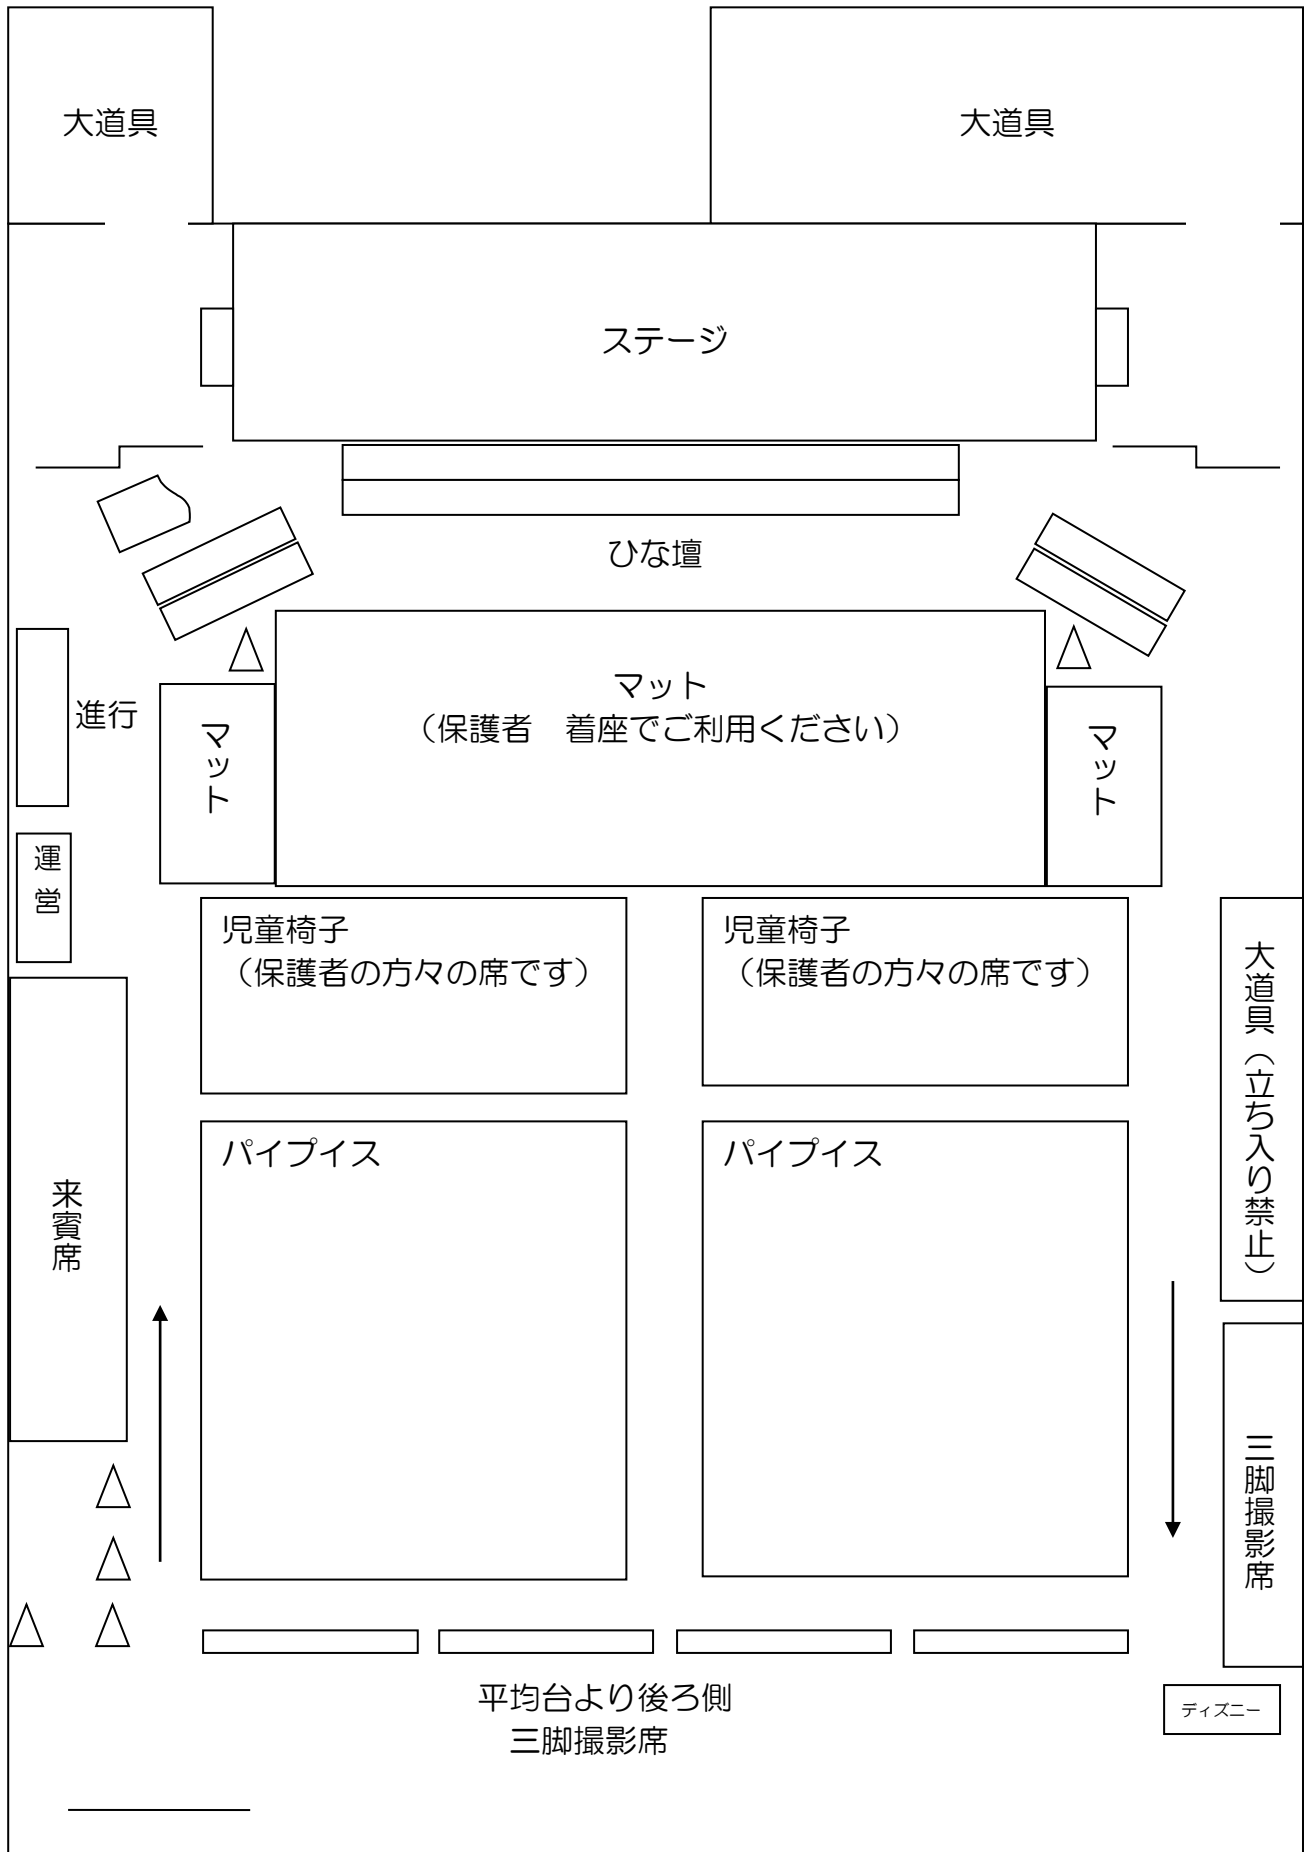 大道具
大道具
ステージ
ひな壇
マット
（保護者　着座でご利用ください）
進行
マット
マット
運営
児童椅子
（保護者の方々の席です）
児童椅子
（保護者の方々の席です）
大道具（立ち入り禁止）
来賓席
パイプイス
パイプイス
三脚撮影席
平均台より後ろ側
三脚撮影席
ディズニー